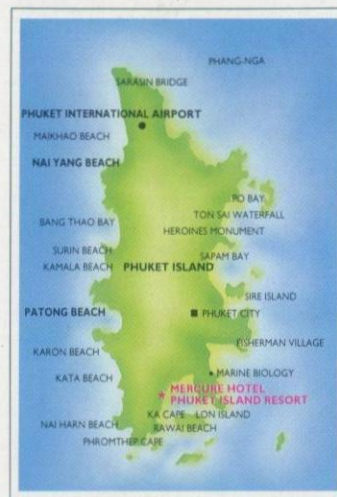 PHANG-NGA
SARASIN BRIDGE
PHUKET INTERNATIONAL AIRPORT
MAIKHAO BEACH
NAI YANG BEACH
PO BAY
TON SAI WATERFALL
BANG THAO BAY
HEROINES MONUMENT
SURIN BEACH
SAPAM BAY
KAMALA BEACH
PHUKET ISLAND
SIRE ISLAND
PATONG BEACH
PHUKET CITY
FISHERMAN VILLAGE
KARON BEACH
MARINE BIOLOGY
KATA BEACH
MERCURE HOTEL
PHUKET ISLAND RESORT
KA CAPE
LON ISLAND
NAI HARN BEACH
RAWAI BEACH
PHROMTHEP CAPE